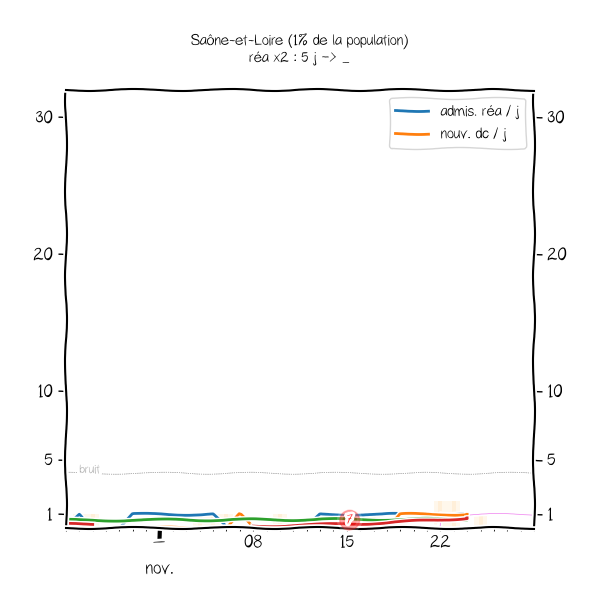 Saône-et-Loire (1% de la population)
réa x2 : 5 j -> _
admis. réa / j
nouv. dc / j
30 30
20 20
10 10
5 5
bruit
1 1
08 15 22
nov.